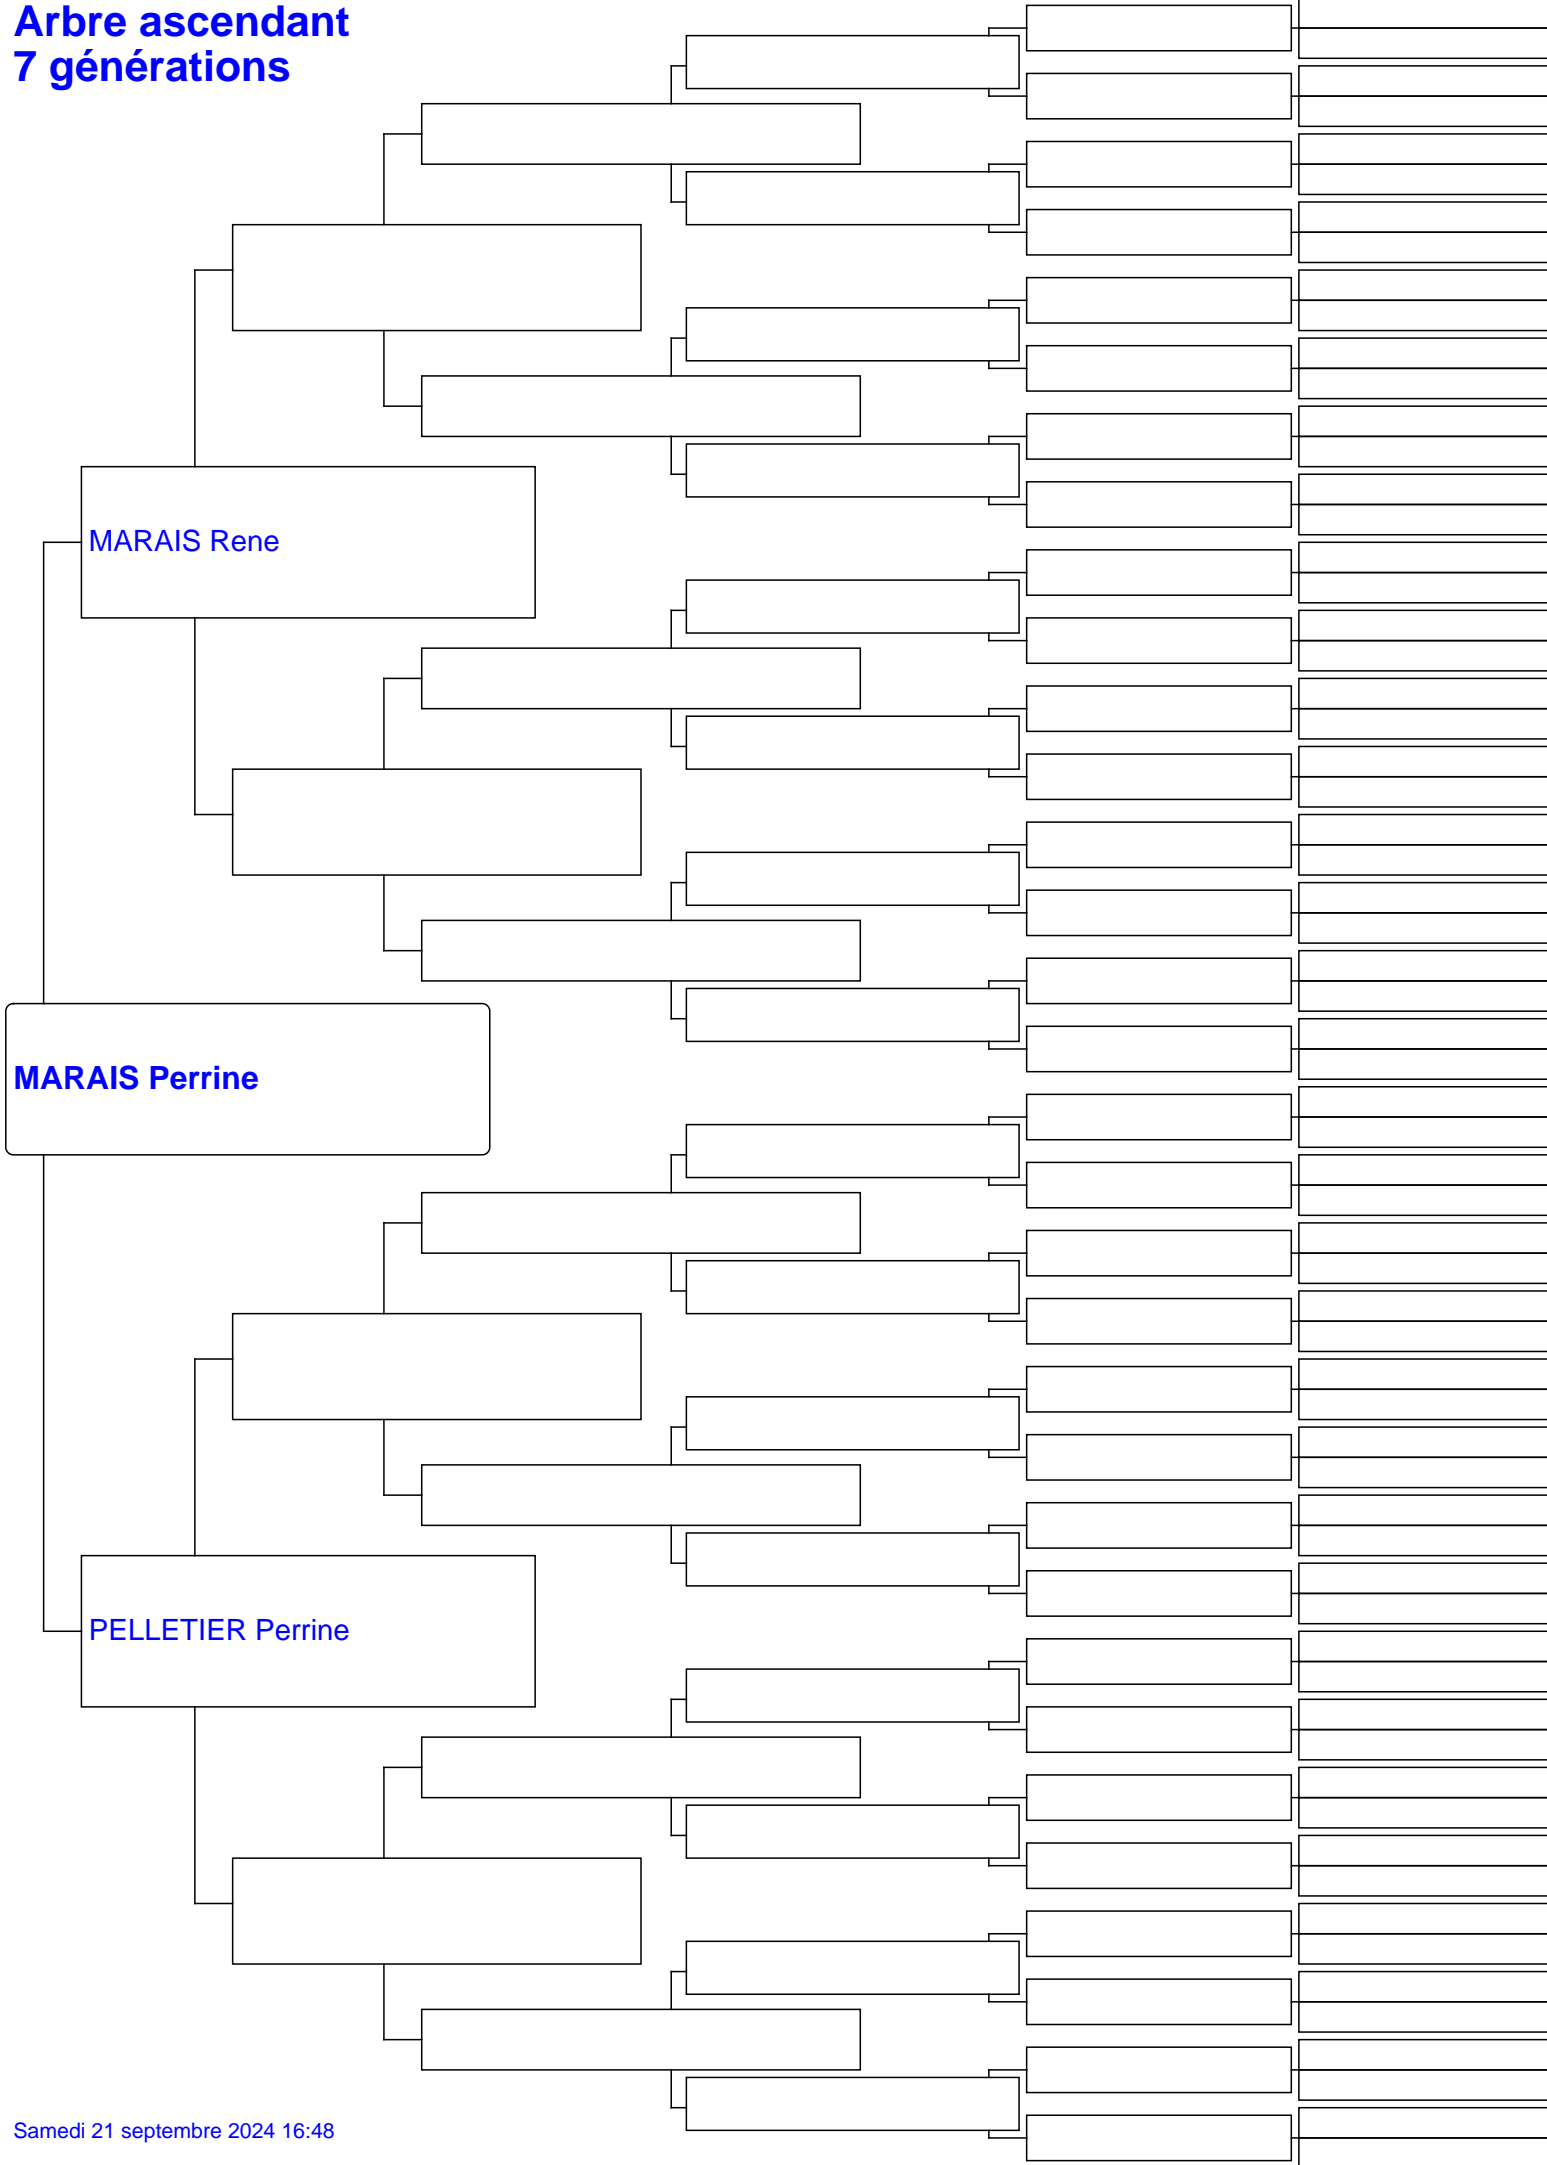 Arbre ascendant
7 générations
MARAIS Rene
MARAIS Perrine
PELLETIER Perrine
Samedi 21 septembre 2024 16:48